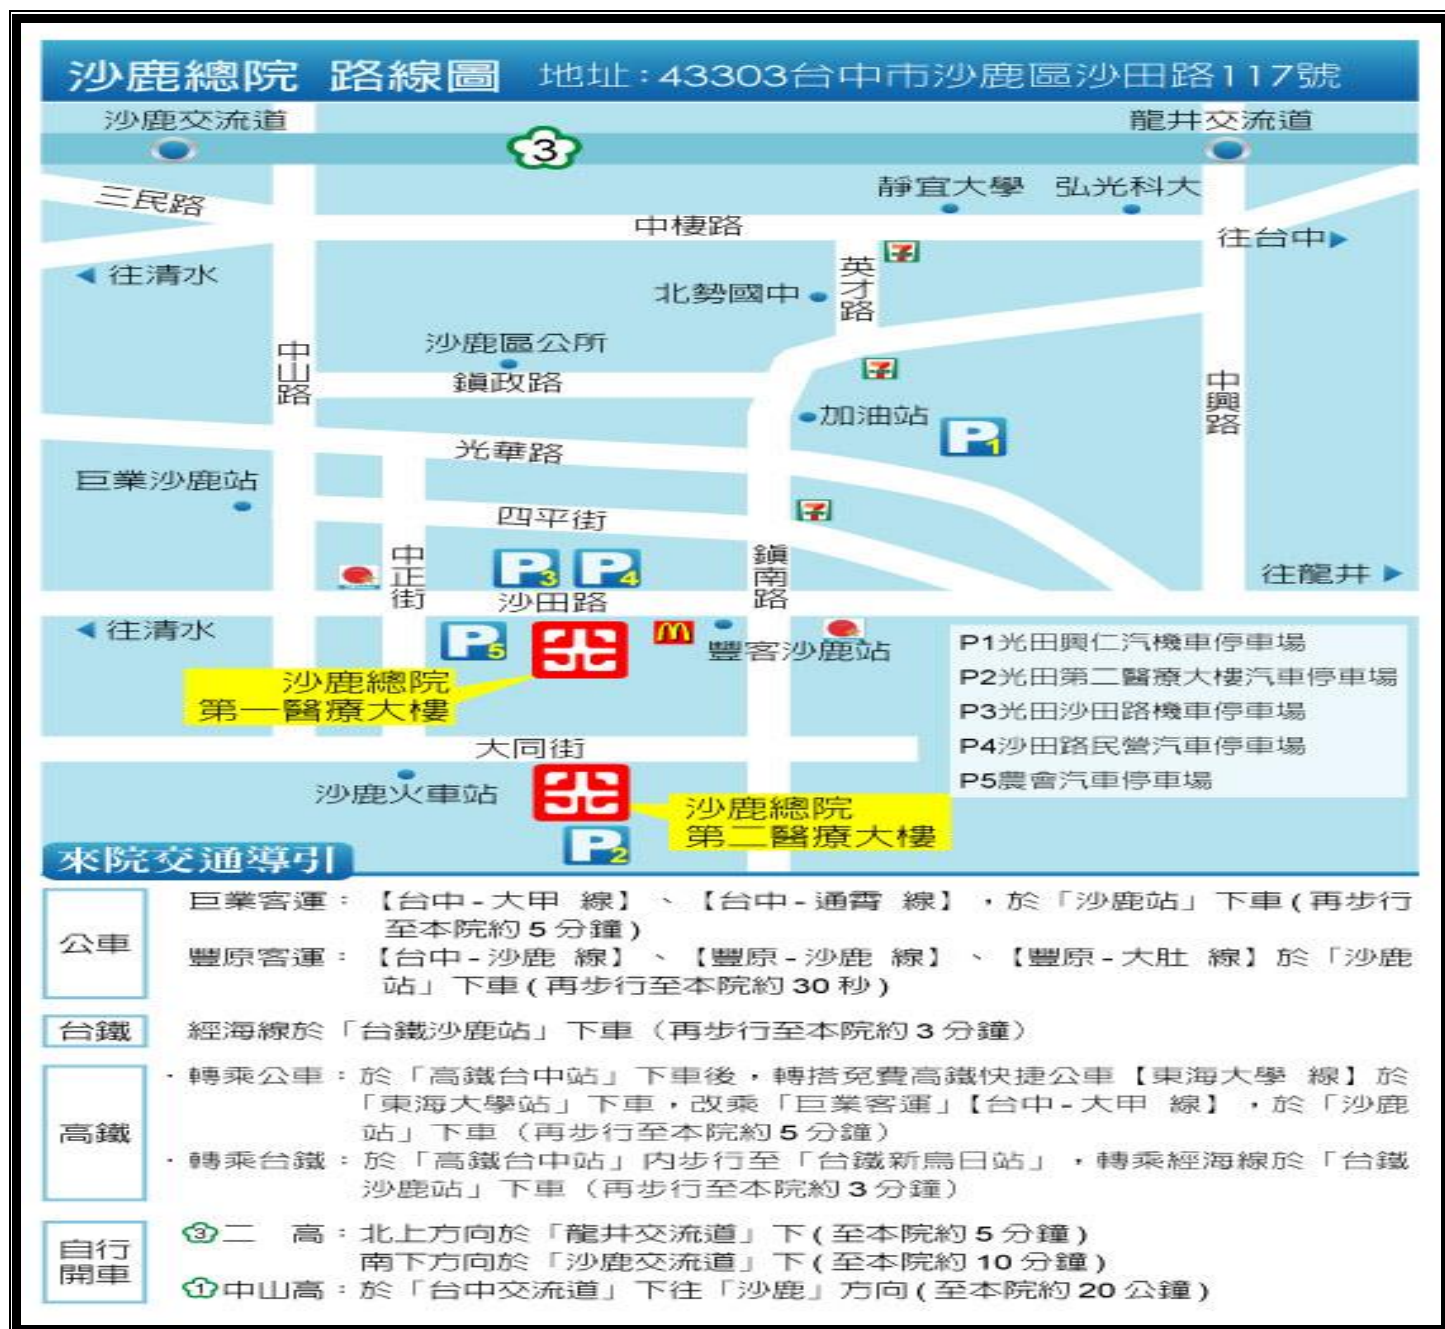 沙鹿總院 路線圖 地址:43303台中市沙鹿區沙田路117號
沙鹿交流道
龍井交流道
3
三民路
靜宜大學
弘光科大
中棲路
往台中
往清水
英才路
7
北勢國中
沙鹿區公所
中山路
鎮政路
7
中興路
加油站
P1
光華路
巨業沙鹿站
四平街
7
中正街
P3
P4
鎮南路
往龍井
沙田路
往清水
P5
豐客沙鹿站
沙鹿總院
第一醫療大樓
P1光田興仁汽機車停車場
P2光田第二醫療大樓汽車停車場
P3光田沙田路機車停車場
P4沙田路民營汽車停車場
P5農會汽車停車場
大同街
沙鹿火車站
沙鹿總院
第二醫療大樓
P2
來院交通導引
公車
巨業客運：【台中-大甲 線】、【台中-通霄 線】，於「沙鹿站」下車(再步行
至本院約5分鐘)
豐原客運：【台中-沙鹿 線】、【豐原-沙鹿 線】、【豐原-大肚 線】於「沙鹿
站」下車(再步行至本院約30秒)
台鐵
經海線於「台鐵沙鹿站」下車（再步行至本院約3分鐘）
高鐵
·轉乘公車：於「高鐵台中站」下車後，轉搭免費高鐵快捷公車【東海大學 線】於
「東海大學站」下車，改乘「巨業客運」【台中-大甲 線】，於「沙鹿
站」下車（再步行至本院約5分鐘）
·轉乘台鐵：於「高鐵台中站」內步行至「台鐵新烏日站」，轉乘經海線於「台鐵
沙鹿站」下車（再步行至本院約3分鐘）
自行
開車
3二 高：北上方向於「龍井交流道」下(至本院約5分鐘)
南下方向於「沙鹿交流道」下(至本院約10分鐘)
1中山高：於「台中交流道」下往「沙鹿」方向(至本院約20公鐘)